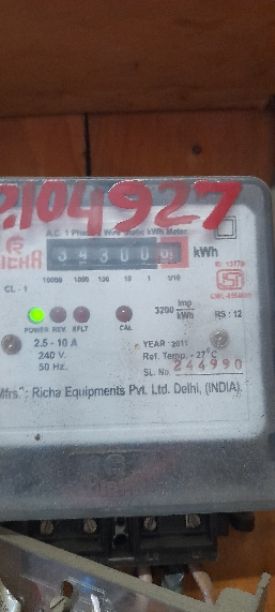 2104927
A.C. 1 Phase 2 Wire Static kWh Meter
RICHA
34300 kWh
10000 1000 100 10 1 1/10
CL - 1
3200 imp/kWh RS : 12
POWER REV. EFLT CAL
2.5 - 10 A
240 V.
50 Hz.
YEAR : 2011
Ref. Temp. - 27°C
SL. No. 244990
Mfrs. : Richa Equipments Pvt. Ltd. Delhi, (INDIA).